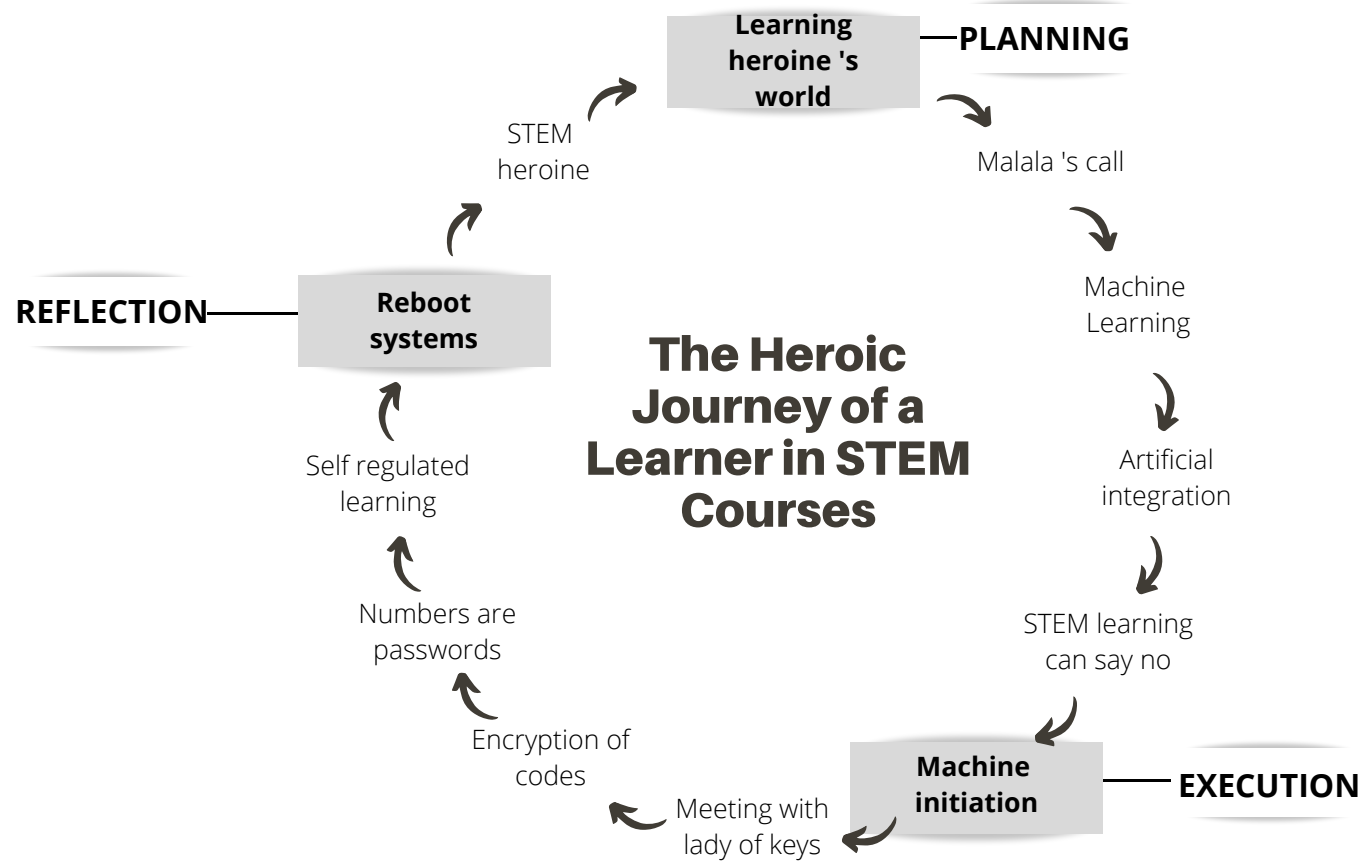 Learning
heroine 's
world
PLANNING
Malala 's call
Machine
Learning
Artificial
integration
STEM learning
can say no
Machine
initiation
EXECUTION
Meeting with
lady of keys
Encryption of
codes
Numbers are
passwords
Self regulated
learning
Reboot
systems
REFLECTION
STEM
heroine
The Heroic
Journey of a
Learner in STEM
Courses